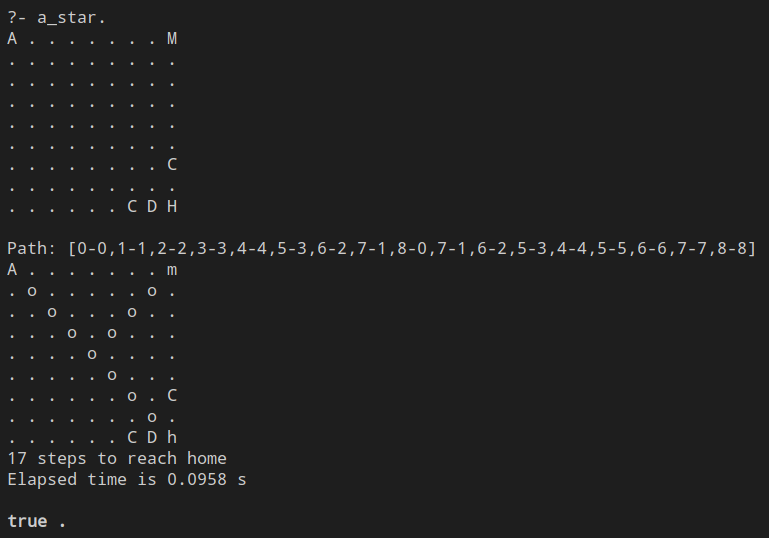 ?- a_star.
A . . . . . . . M
. . . . . . . . .
. . . . . . . . .
. . . . . . . . .
. . . . . . . . .
. . . . . . . . .
. . . . . . . . C
. . . . . . . . .
. . . . . . C D H
Path: [0-0,1-1,2-2,3-3,4-4,5-3,6-2,7-1,8-0,7-1,6-2,5-3,4-4,5-5,6-6,7-7,8-8]
A . . . . . . . m
. o . . . . . o .
. . o . . . o . .
. . . o . o . . .
. . . . o . . . .
. . . . . o . . .
. . . . . . o . C
. . . . . . . o .
. . . . . . C D h
17 steps to reach home
Elapsed time is 0.0958 s
true .